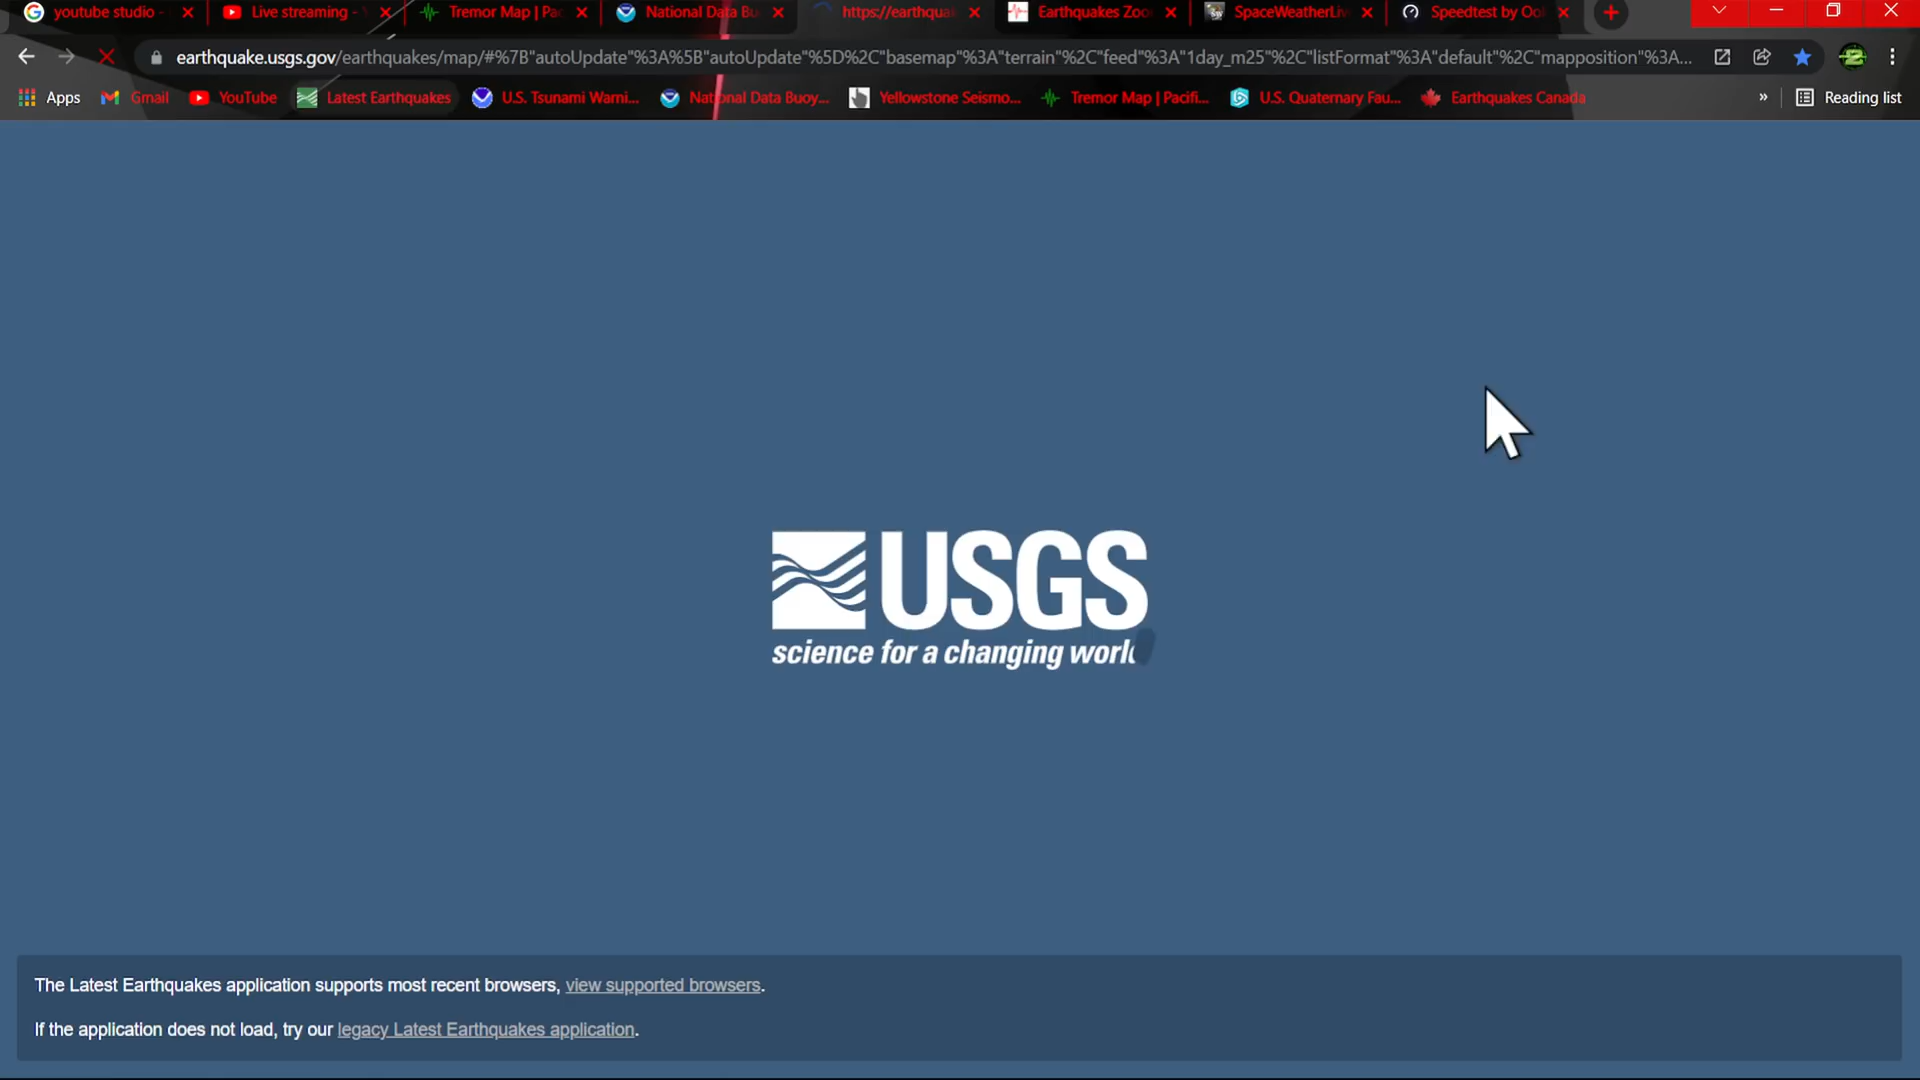 youtube studio -
Live streaming -
Tremor Map | Pac
National Data Bu
https://earthqua
Earthquakes Zoo
SpaceWeatherLiv
Speedtest by Ook
earthquake.usgs.gov/earthquakes/map/#%7B"autoUpdate"%3A%5B"autoUpdate"%5D%2C"basemap"%3A"terrain"%2C"feed"%3A"1day_m25"%2C"listFormat"%3A"default"%2C"mapposition"%3A...
Apps
Gmail
YouTube
Latest Earthquakes
U.S. Tsunami Warni...
National Data Buoy...
Yellowstone Seismo...
Tremor Map | Pacifi...
U.S. Quaternary Fau...
Earthquakes Canada
»
Reading list
USGS
science for a changing world
The Latest Earthquakes application supports most recent browsers, view supported browsers.
If the application does not load, try our legacy Latest Earthquakes application.